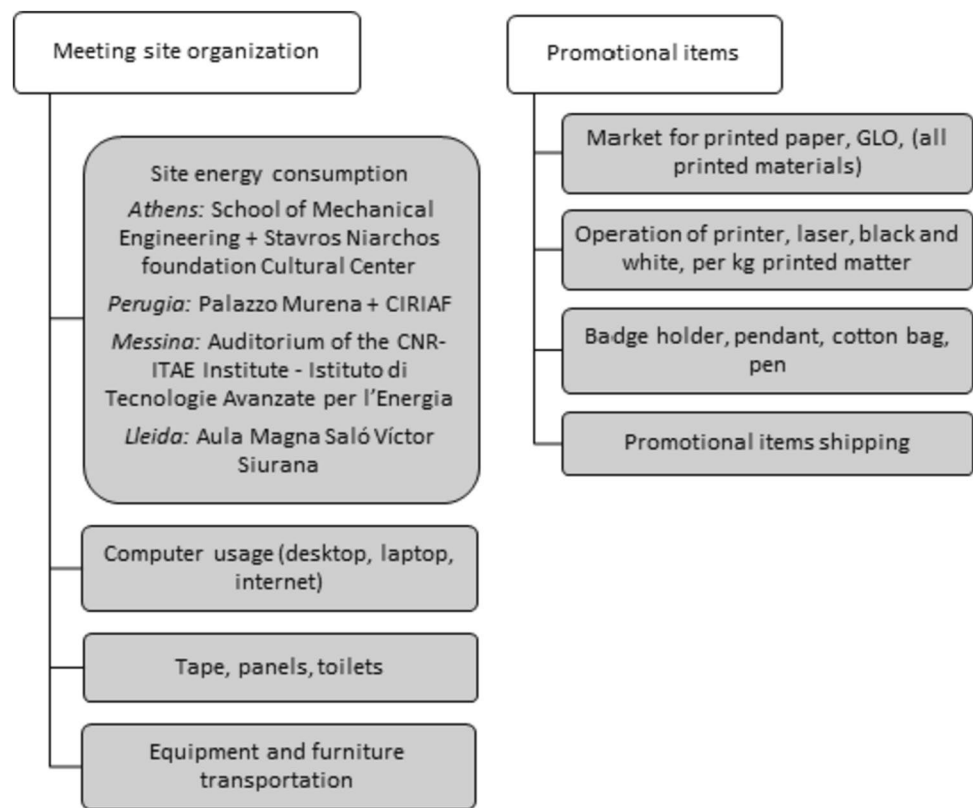 Meeting site organization
Site energy consumption
Athens: School of Mechanical
Engineering + Stavros Niarchos
foundation Cultural Center
Perugia: Palazzo Murena + CIRIAF
Messina: Auditorium of the CNR-
ITAE Institute - Istituto di
Tecnologie Avanzate per l'Energia
Lleida: Aula Magna Saló Víctor
Siurana
Computer usage (desktop, laptop,
internet)
Tape, panels, toilets
Equipment and furniture
transportation
Promotional items
Market for printed paper, GLO, (all
printed materials)
Operation of printer, laser, black and
white, per kg printed matter
Badge holder, pendant, cotton bag,
pen
Promotional items shipping